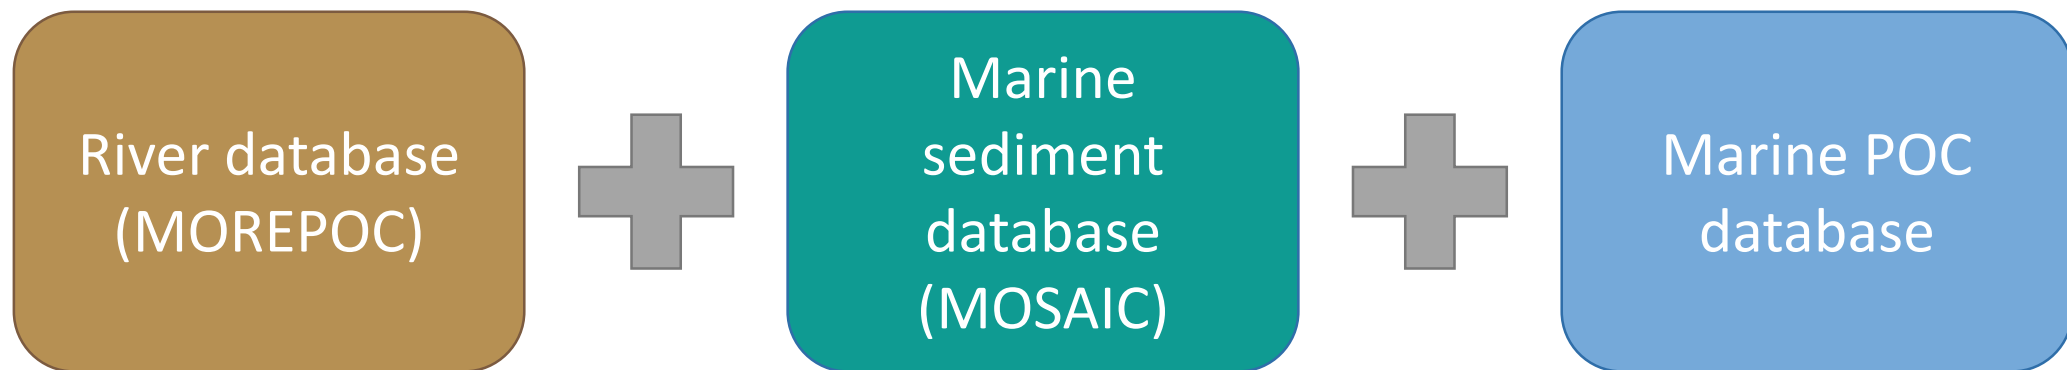 River database
(MOREPOC)
Marine
sediment
database
(MOSAIC)
Marine POC
database